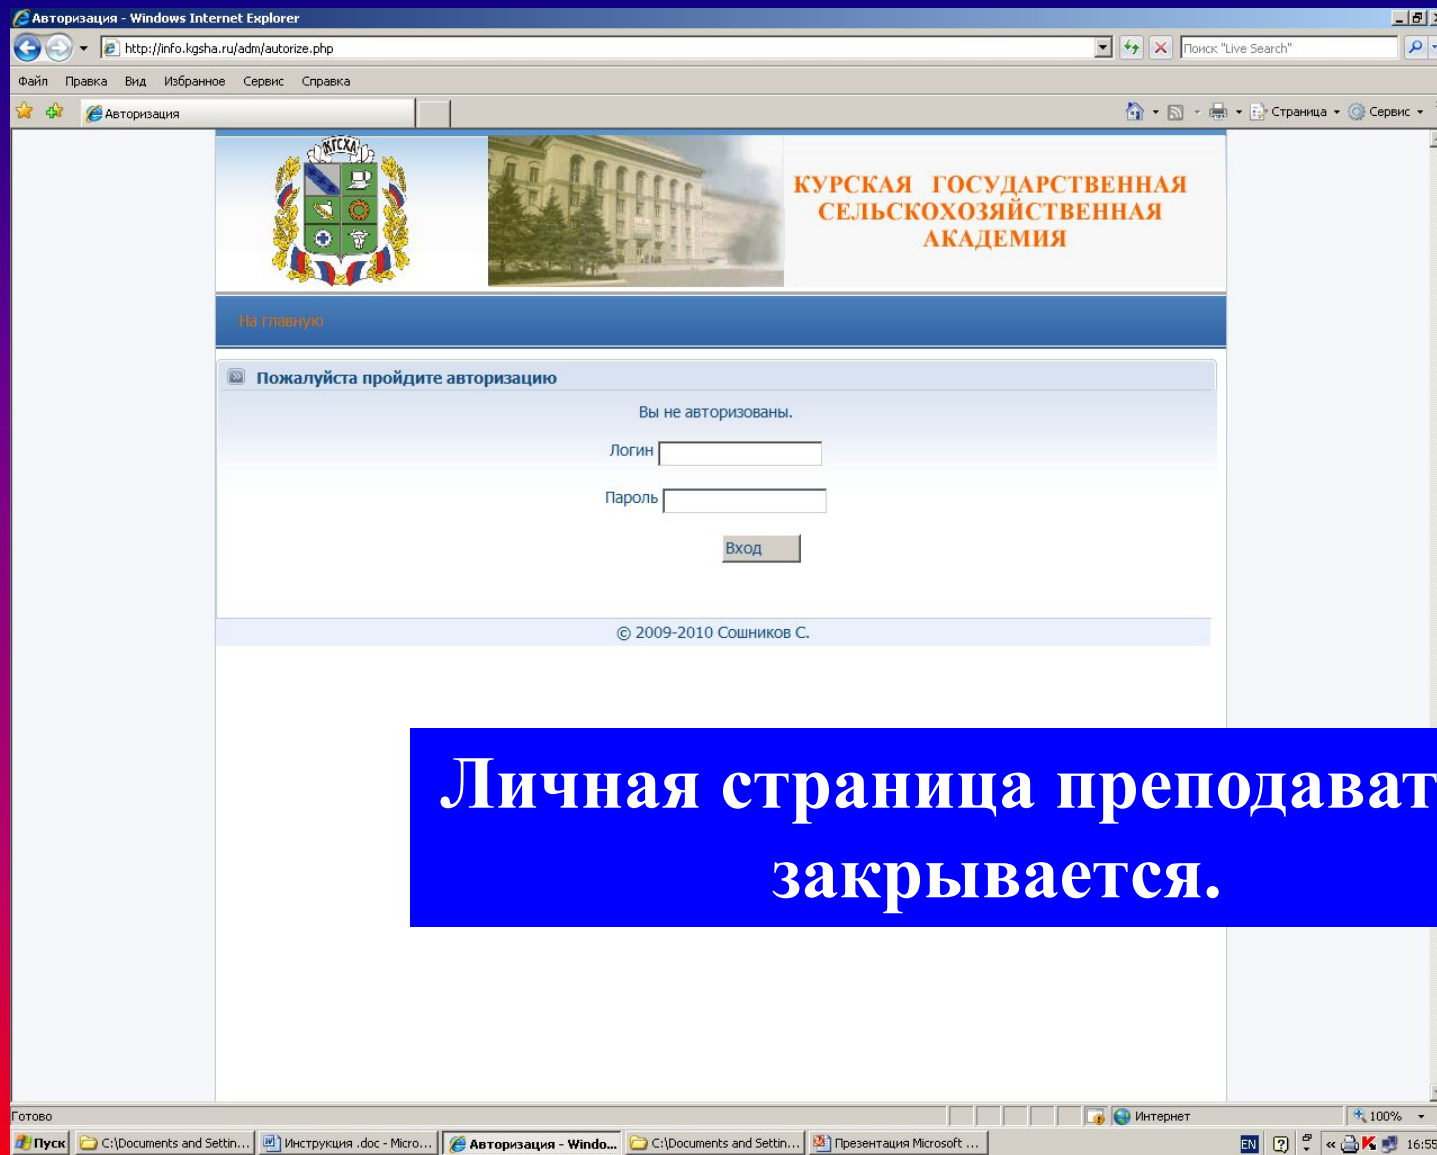 Авторизация - Windows Internet Explorer
http://info.kgsha.ru/adm/autorize.php
Поиск "Live Search"
Файл Правка Вид Избранное Сервис Справка
Авторизация
Страница Сервис
КГСХА
КУРСКАЯ ГОСУДАРСТВЕННАЯ
СЕЛЬСКОХОЗЯЙСТВЕННАЯ
АКАДЕМИЯ
На главную
Пожалуйста пройдите авторизацию
Вы не авторизованы.
Логин
Пароль
Вход
© 2009-2010 Сошников С.
Личная страница преподават
закрывается.
Готово
Интернет
100%
Пуск
C:\Documents and Settin...
Инструкция .doc - Micro...
Авторизация - Windo...
C:\Documents and Settin...
Презентация Microsoft ...
EN
16:55